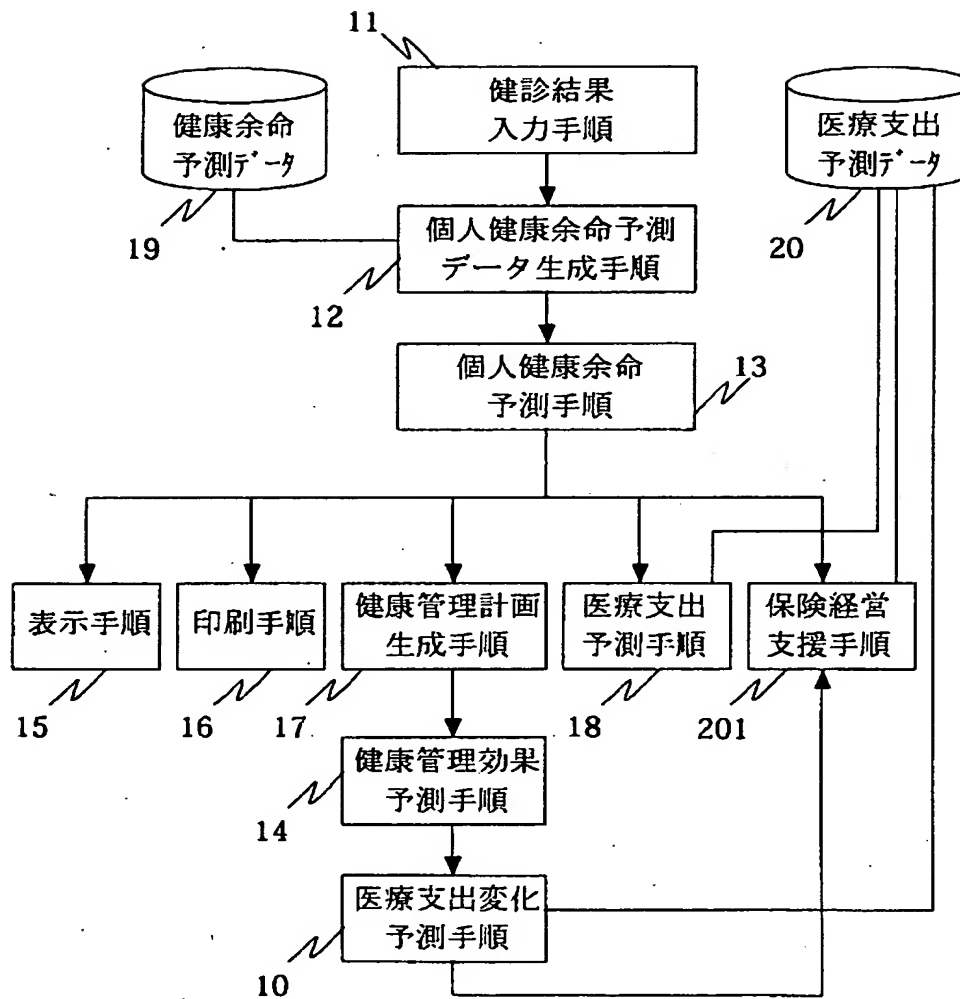 11
健診結果
入力手順
健康余命
予測データ
19
医療支出
予測データ
20
個人健康余命予測
データ生成手順
12
個人健康余命
予測手順
13
表示手順
15
印刷手順
16
健康管理計画
生成手順
17
医療支出
予測手順
18
保険経営
支援手順
201
健康管理効果
予測手順
14
医療支出変化
予測手順
10